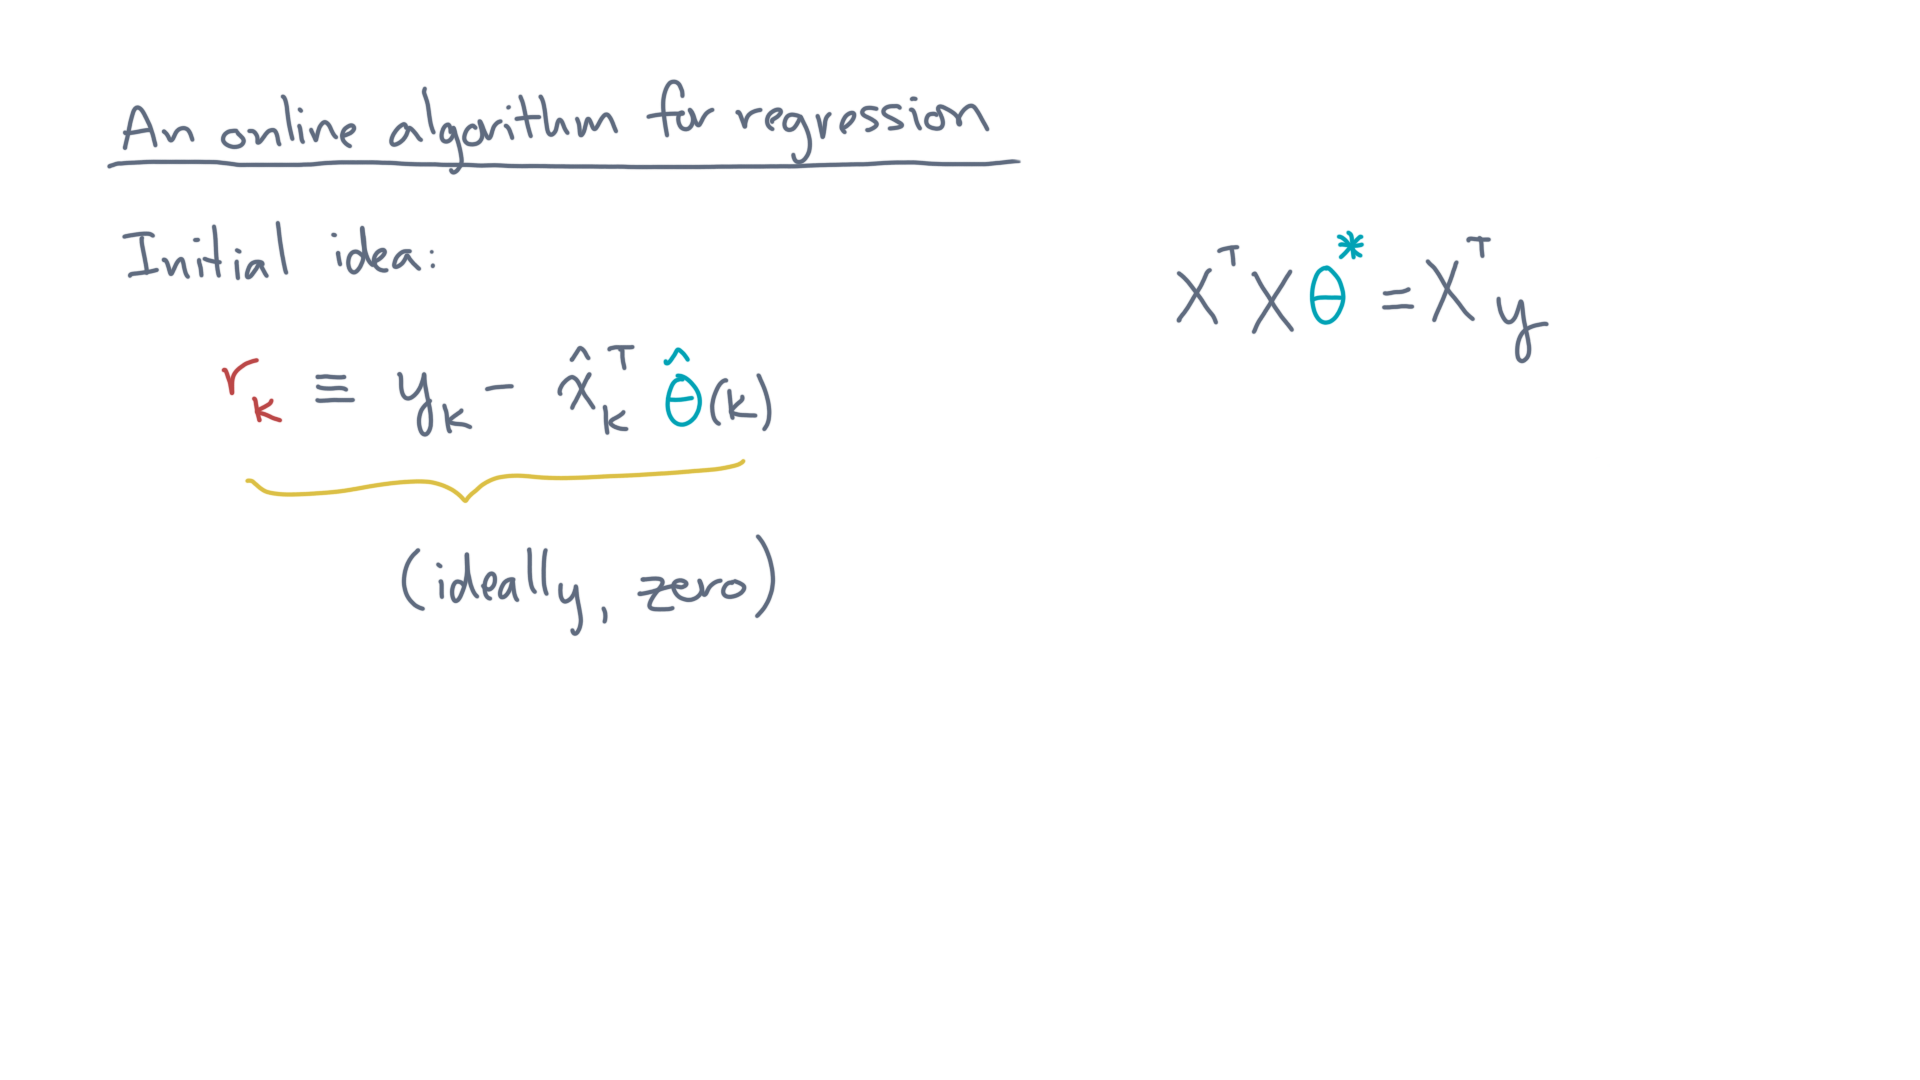 An online algorithm for regression
Initial idea:
r_k ≡ y_k - x̂_k^T θ̂(k)
(ideally, zero)
X^T X θ^* = X^T y